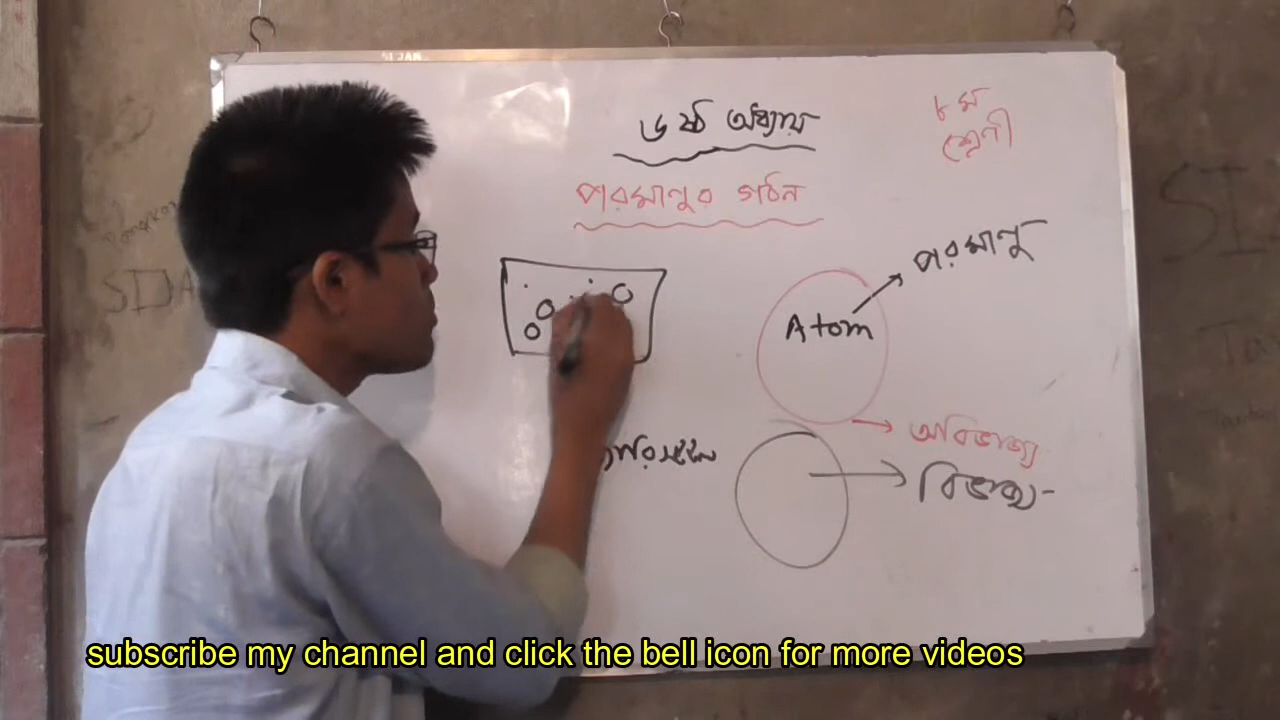 ৬ষ্ঠ অধ্যায়
৮ম
শ্রেণী
পরমানুর গঠন
পরমানু
Atom
অবিভাজ্য
বিভাজ্য
SDA
subscribe my channel and click the bell icon for more videos